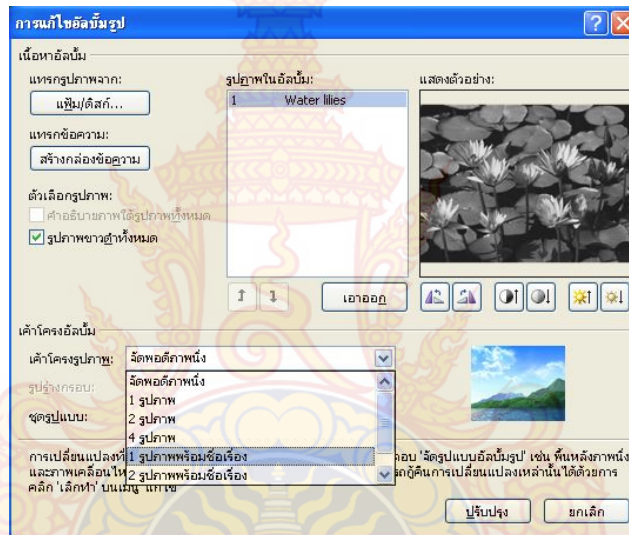 การแก้ไขอัลบั้มรูป
เนื้อหาอัลบั้ม
แทรกรูปภาพจาก:
แฟ้ม/ดิสก์...
แทรกข้อความ:
สร้างกล่องข้อความ
ตัวเลือกรูปภาพ:
คำอธิบายภาพใต้รูปภาพทั้งหมด
รูปภาพขาวดำทั้งหมด
รูปภาพในอัลบั้ม:
1 Water lilies
เอาออก
แสดงตัวอย่าง:
เค้าโครงอัลบั้ม
เค้าโครงรูปภาพ: จัดพอดีภาพนิ่ง
รูปร่างกรอบ:
ชุดรูปแบบ:
จัดพอดีภาพนิ่ง
1 รูปภาพ
2 รูปภาพ
4 รูปภาพ
1 รูปภาพพร้อมชื่อเรื่อง
2 รูปภาพพร้อมชื่อเรื่อง
การเปลี่ยนแปลงที่ อบ 'จัดรูปแบบอัลบั้มรูป' เช่น พื้นหลังภาพนิ่ง
และภาพเคลื่อนไห รถกู้คืนการเปลี่ยนแปลงเหล่านั้นได้ด้วยการ
คลิก 'เลิกทำ' บนเมนู
ปรับปรุง ยกเลิก